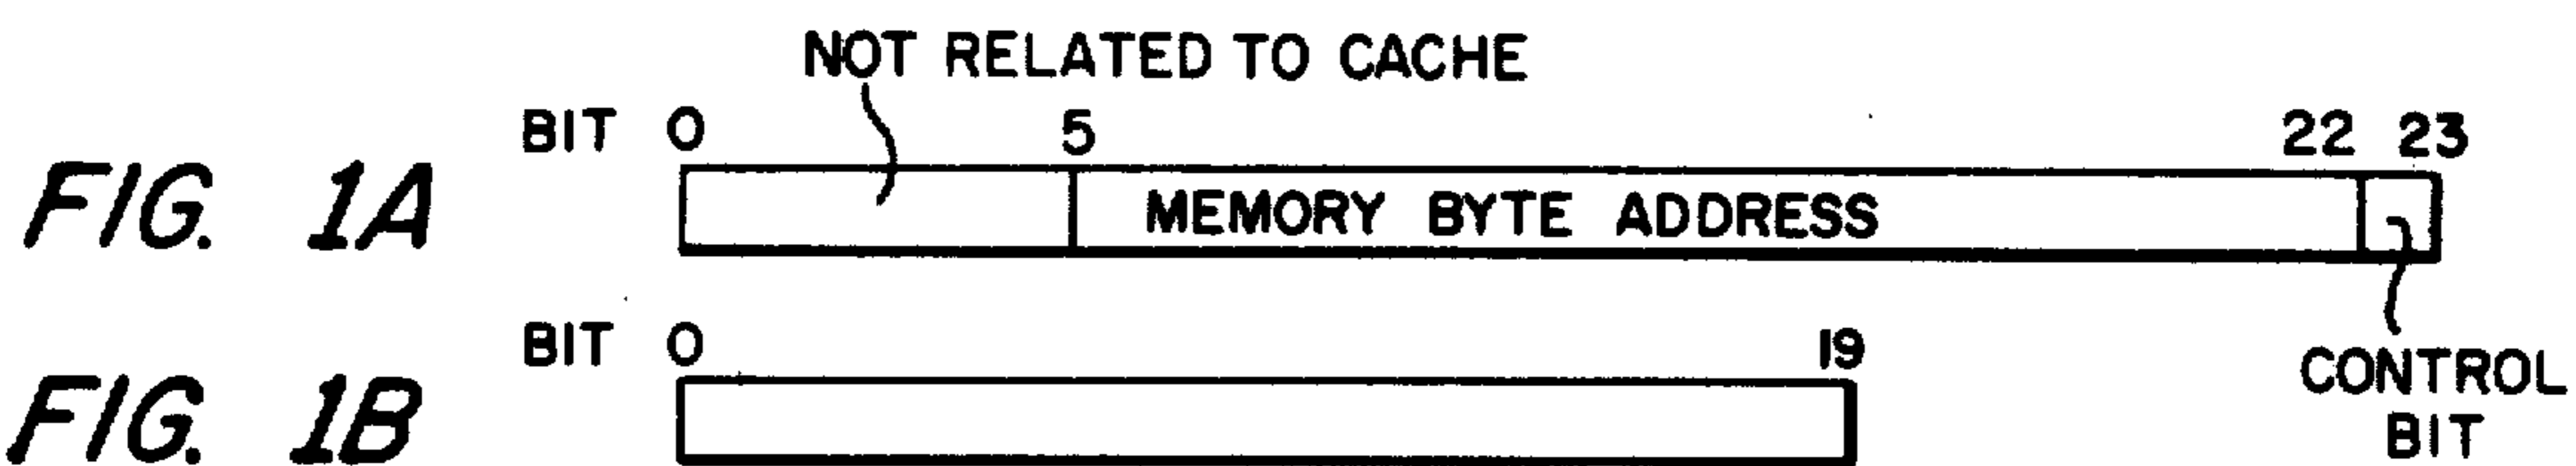 NOT RELATED TO CACHE
BIT 0 5 22 23
FIG. 1A MEMORY BYTE ADDRESS
BIT 0 19
CONTROL
BIT
FIG. 1B